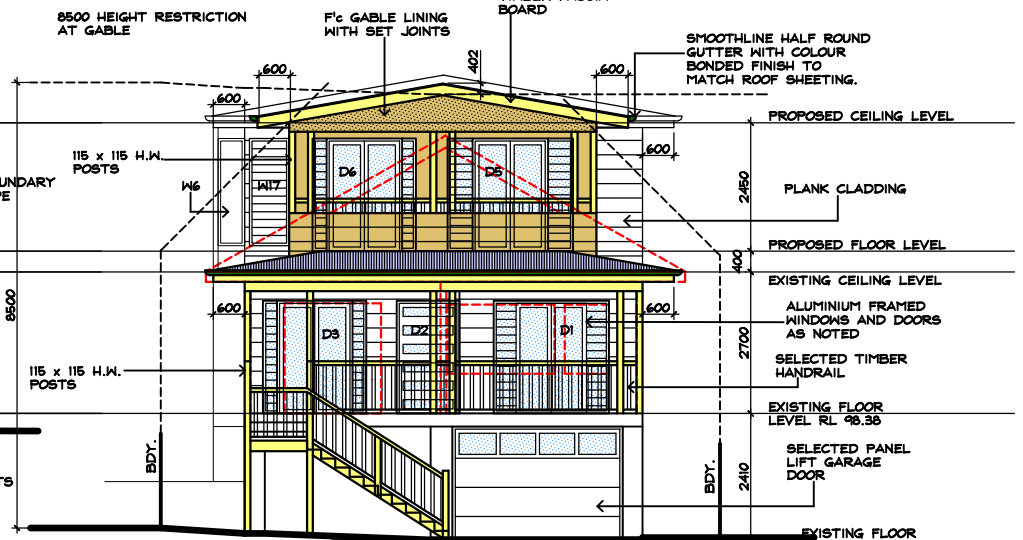 8500 HEIGHT RESTRICTION
AT GABLE
F'c GABLE LINING
WITH SET JOINTS
BOARD
SMOOTHLINE HALF ROUND
GUTTER WITH COLOUR
BONDED FINISH TO
MATCH ROOF SHEETING.
402
600
600
600
600
PROPOSED CEILING LEVEL
115 x 115 H.W.
POSTS
W6
W17
D6
D5
2450
PLANK CLADDING
PROPOSED FLOOR LEVEL
400
EXISTING CEILING LEVEL
8500
600
600
ALUMINIUM FRAMED
WINDOWS AND DOORS
AS NOTED
D3
D2
D1
2700
SELECTED TIMBER
HANDRAIL
115 x 115 H.W.
POSTS
EXISTING FLOOR
LEVEL RL 98.38
BDY.
BDY.
2410
SELECTED PANEL
LIFT GARAGE
DOOR
EXISTING FLOOR